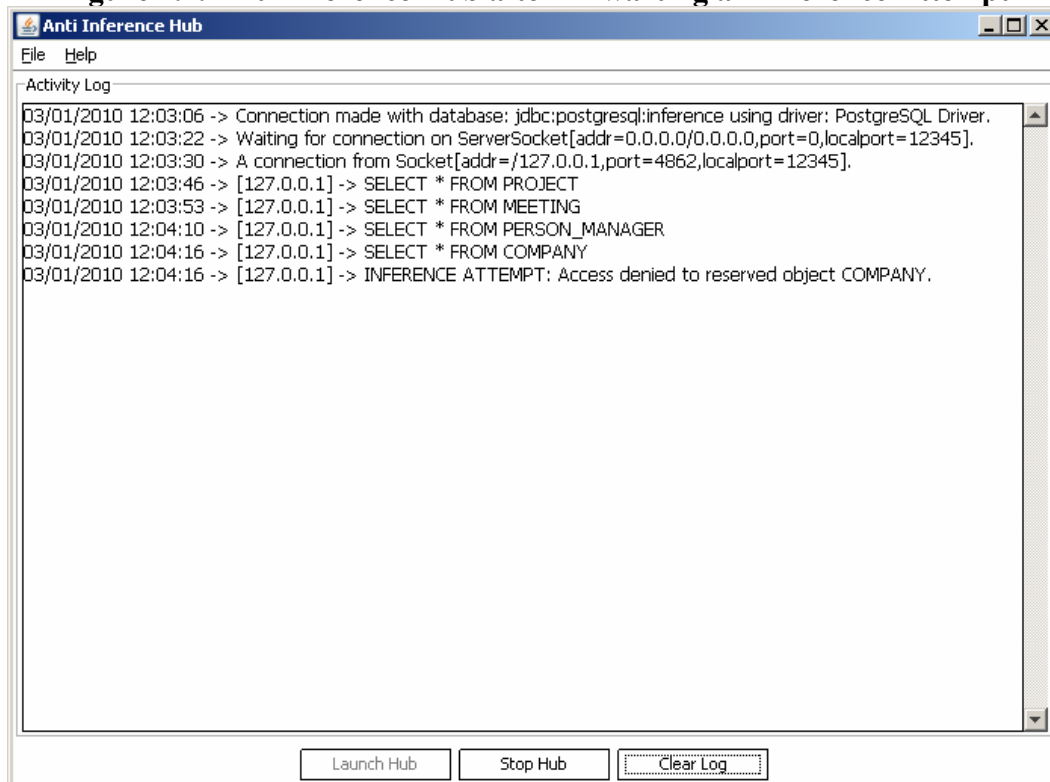 Anti Inference Hub
File Help
Activity Log
03/01/2010 12:03:06 -> Connection made with database: jdbc:postgresql:inference using driver: PostgreSQL Driver.
03/01/2010 12:03:22 -> Waiting for connection on ServerSocket[addr=0.0.0.0/0.0.0.0,port=0,localport=12345].
03/01/2010 12:03:30 -> A connection from Socket[addr=/127.0.0.1,port=4862,localport=12345].
03/01/2010 12:03:46 -> [127.0.0.1] -> SELECT * FROM PROJECT
03/01/2010 12:03:53 -> [127.0.0.1] -> SELECT * FROM MEETING
03/01/2010 12:04:10 -> [127.0.0.1] -> SELECT * FROM PERSON_MANAGER
03/01/2010 12:04:16 -> [127.0.0.1] -> SELECT * FROM COMPANY
03/01/2010 12:04:16 -> [127.0.0.1] -> INFERENCE ATTEMPT: Access denied to reserved object COMPANY.
Launch Hub Stop Hub Clear Log